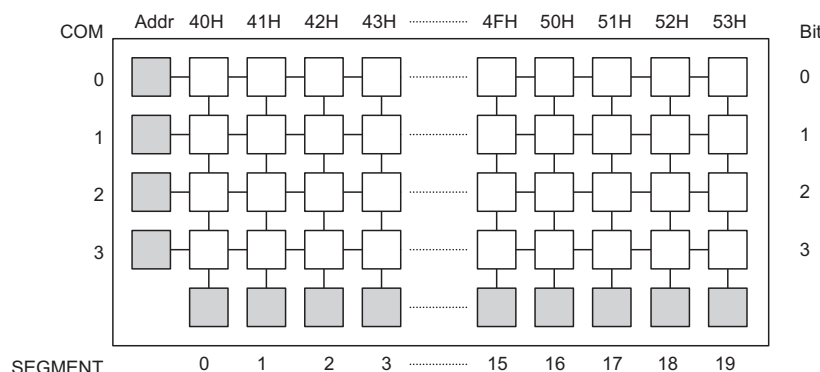 Addr 40H 41H 42H 43H ................ 4FH 50H 51H 52H 53H
COM Bit
0 0
1 1
2 2
3 3
SEGMENT 0 1 2 3 ................ 15 16 17 18 19